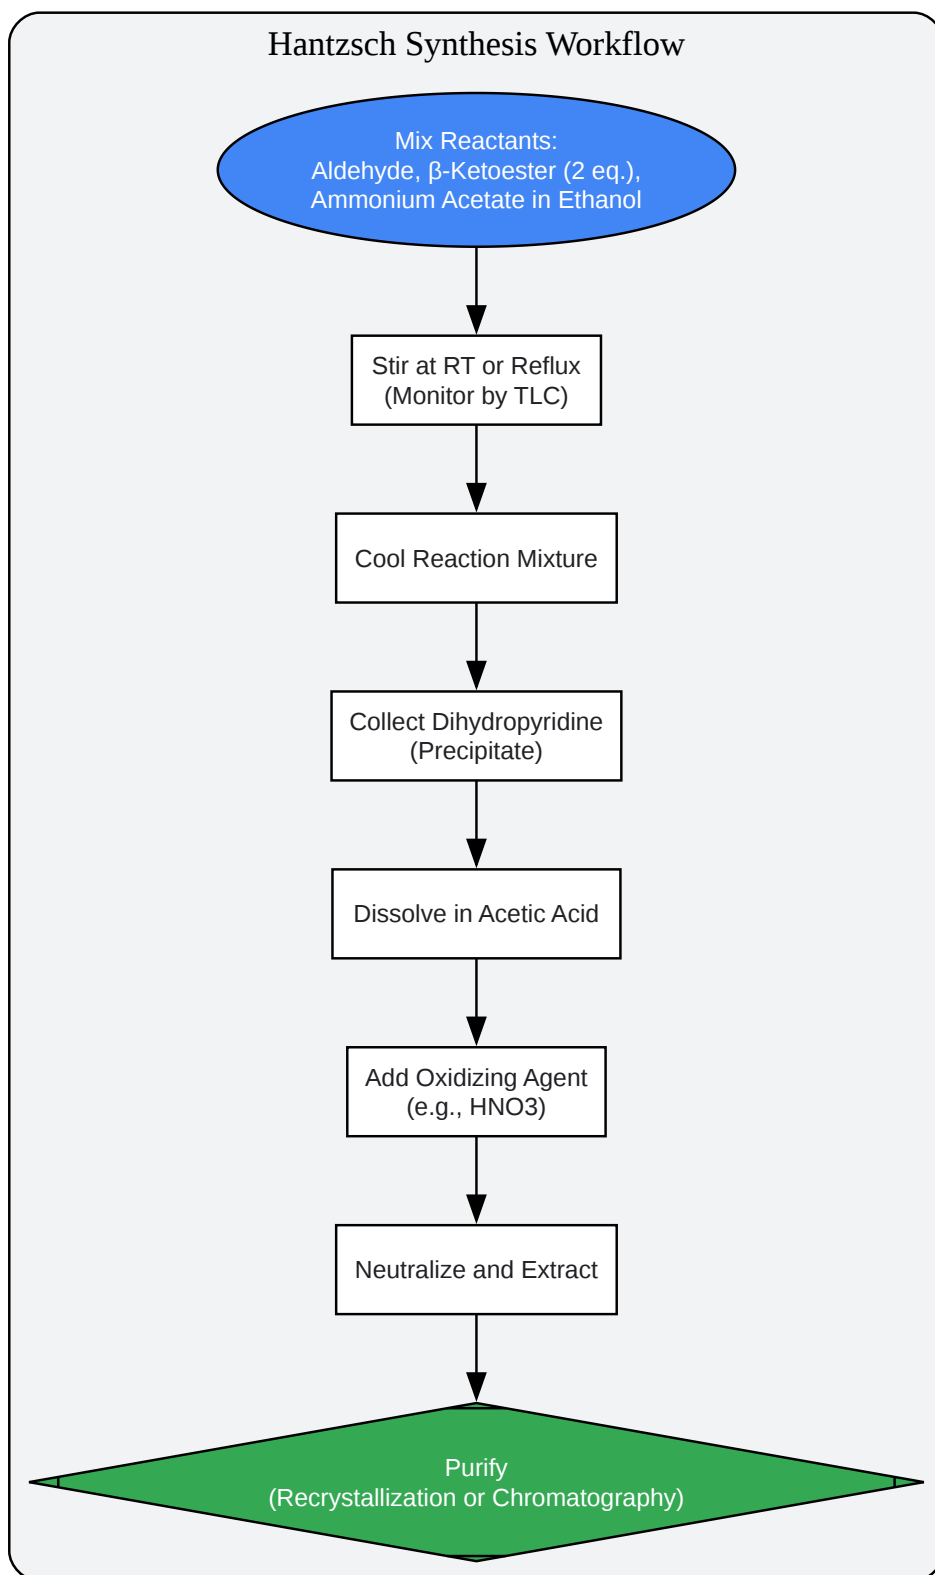 Hantzsch Synthesis Workflow
Mix Reactants:
Aldehyde, β-Ketoester (2 eq.),
Ammonium Acetate in Ethanol
Stir at RT or Reflux
(Monitor by TLC)
Cool Reaction Mixture
Collect Dihydropyridine
(Precipitate)
Dissolve in Acetic Acid
Add Oxidizing Agent
(e.g., HNO3)
Neutralize and Extract
Purify
(Recrystallization or Chromatography)